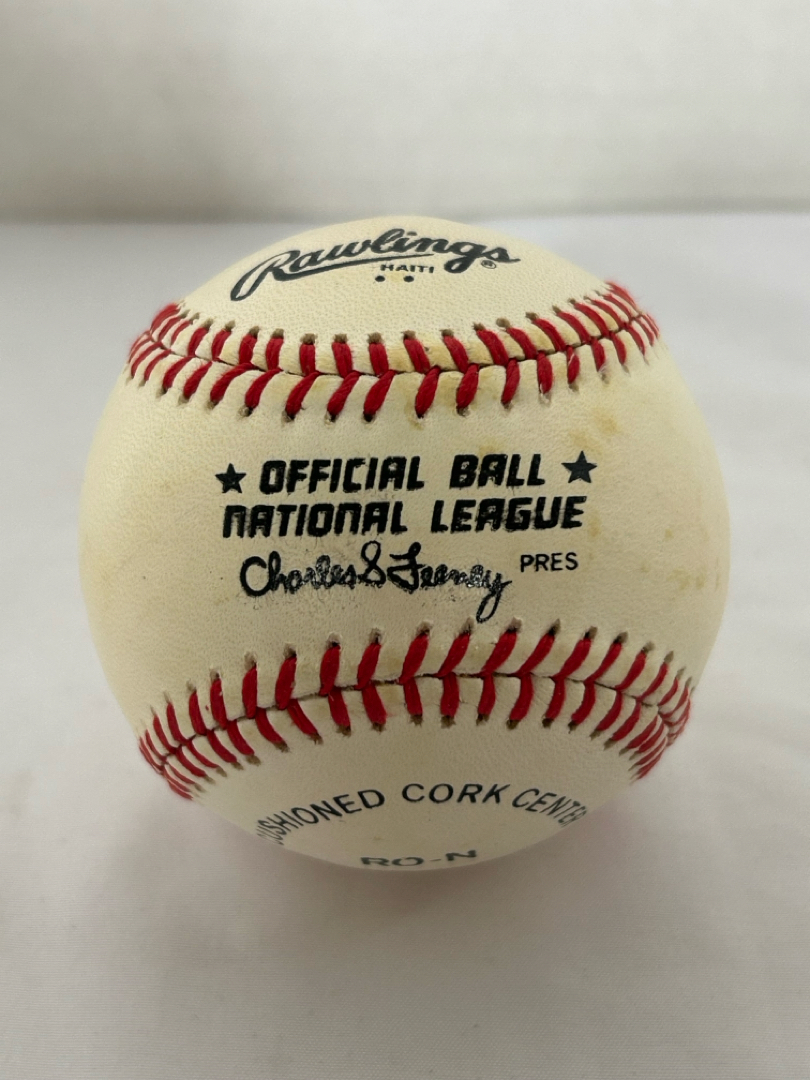 Rawlings ®
HAITI
★ OFFICIAL BALL ★
NATIONAL LEAGUE
Charles S Feeney PRES
CUSHIONED CORK CENTER
RO-N